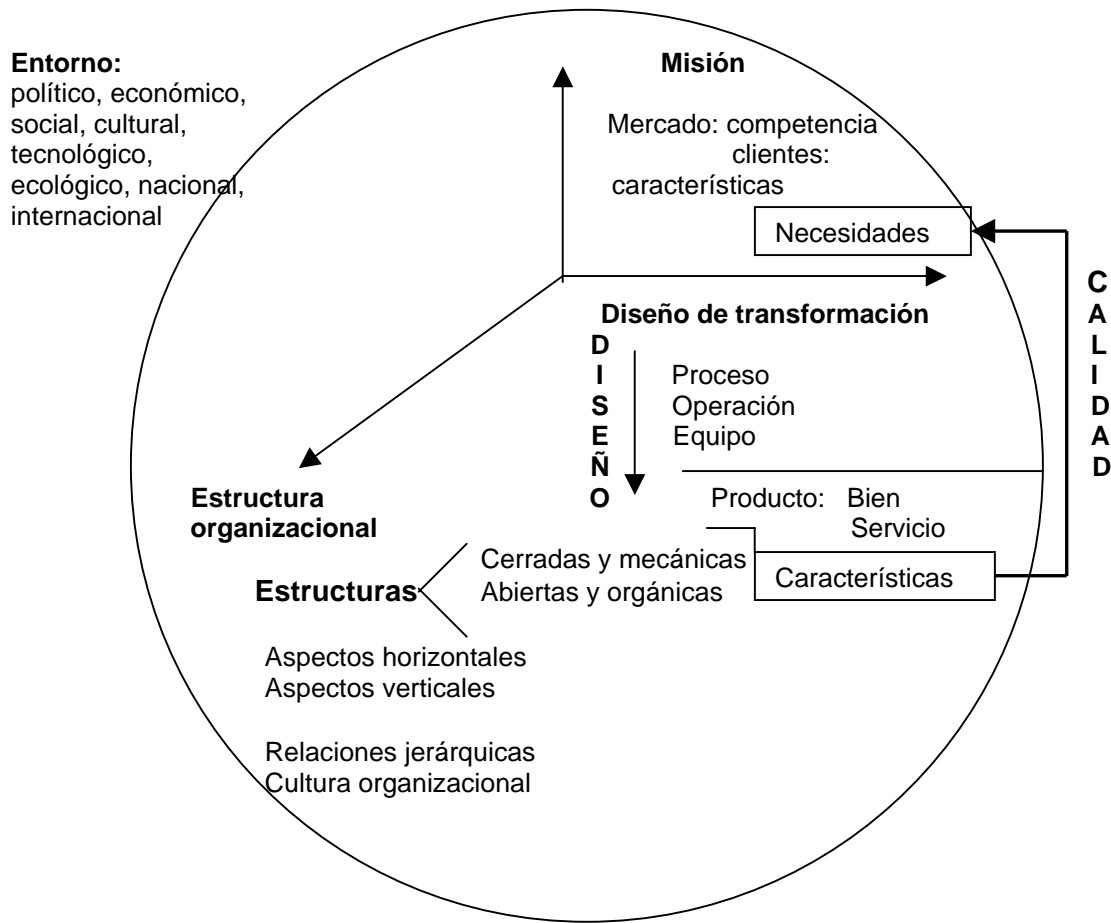 Entorno:
político, económico,
social, cultural,
tecnológico,
ecológico, nacional,
internacional
Misión
Mercado: competencia
clientes:
características
Necesidades
CALIDAD
Diseño de transformación
DISEÑO
Proceso
Operación
Equipo
Producto: Bien
Servicio
Características
Estructura
organizacional
Estructuras
Cerradas y mecánicas
Abiertas y orgánicas
Aspectos horizontales
Aspectos verticales
Relaciones jerárquicas
Cultura organizacional